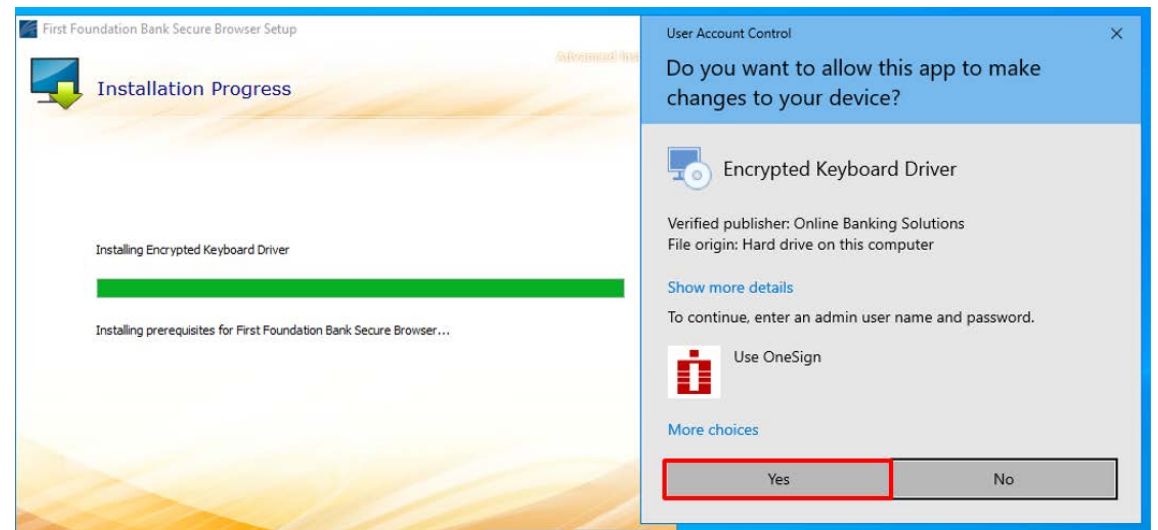 First Foundation Bank Secure Browser Setup
Installation Progress
Installing Encrypted Keyboard Driver
Installing prerequisites for First Foundation Bank Secure Browser...
User Account Control
Do you want to allow this app to make
changes to your device?
Encrypted Keyboard Driver
Verified publisher: Online Banking Solutions
File origin: Hard drive on this computer
Show more details
To continue, enter an admin user name and password.
Use OneSign
More choices
Yes
No